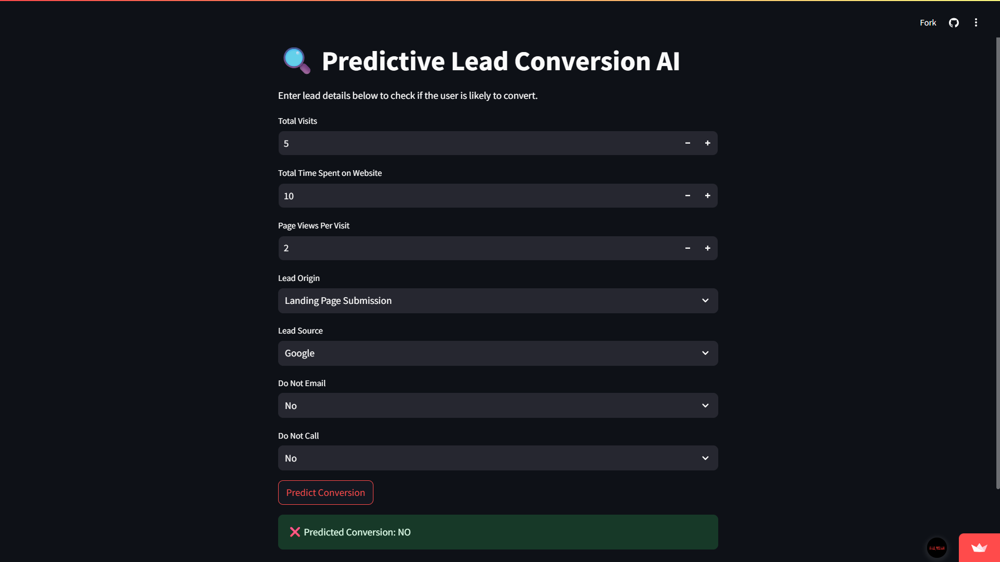 Fork
Predictive Lead Conversion AI
Enter lead details below to check if the user is likely to convert.
Total Visits
5
Total Time Spent on Website
10
Page Views Per Visit
2
Lead Origin
Landing Page Submission
Lead Source
Google
Do Not Email
No
Do Not Call
No
Predict Conversion
Predicted Conversion: NO